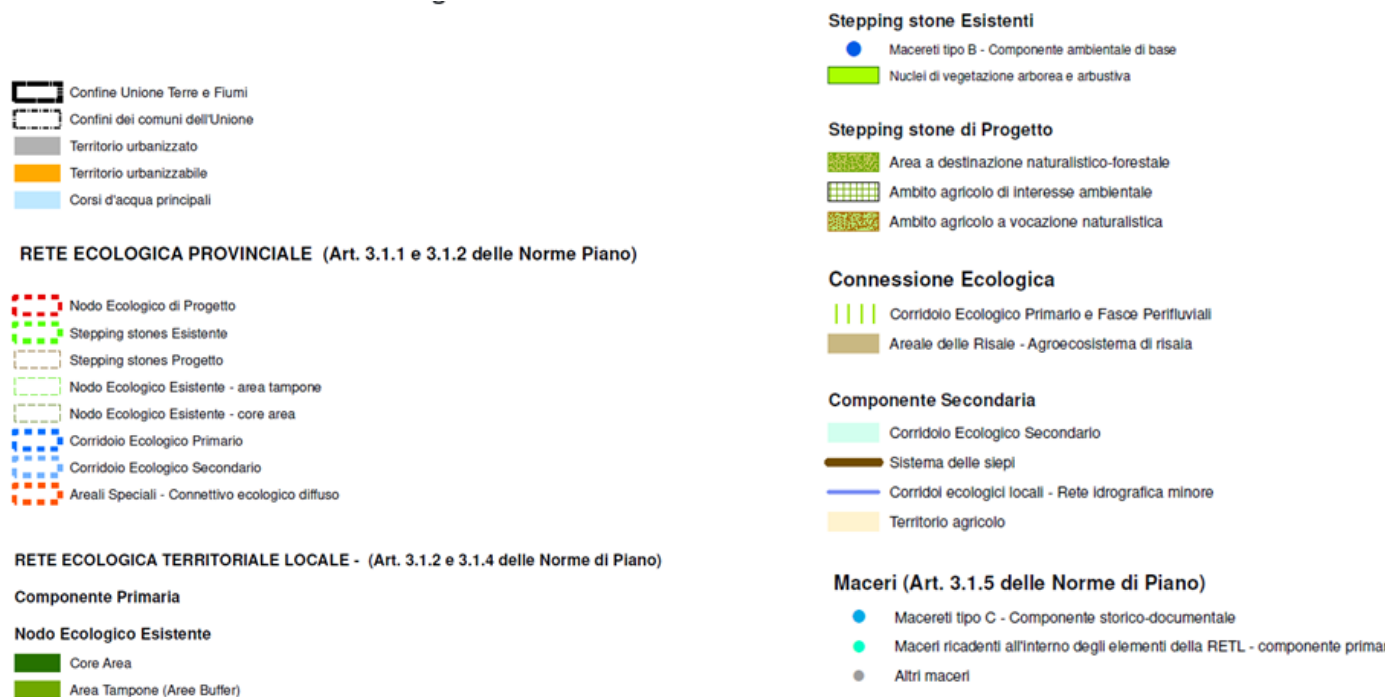 Confine Unione Terre e Fiumi
Confini dei comuni dell'Unione
Territorio urbanizzato
Territorio urbanizzabile
Corsi d'acqua principali
RETE ECOLOGICA PROVINCIALE (Art. 3.1.1 e 3.1.2 delle Norme Piano)
Nodo Ecologico di Progetto
Stepping stones Esistente
Stepping stones Progetto
Nodo Ecologico Esistente - area tampone
Nodo Ecologico Esistente - core area
Corridoio Ecologico Primario
Corridoio Ecologico Secondario
Areali Speciali - Connettivo ecologico diffuso
RETE ECOLOGICA TERRITORIALE LOCALE - (Art. 3.1.2 e 3.1.4 delle Norme di Piano)
Componente Primaria
Nodo Ecologico Esistente
Core Area
Area Tampone (Aree Buffer)
Stepping stone Esistenti
Macereti tipo B - Componente ambientale di base
Nuclei di vegetazione arborea e arbustiva
Stepping stone di Progetto
Area a destinazione naturalistico-forestale
Ambito agricolo di interesse ambientale
Ambito agricolo a vocazione naturalistica
Connessione Ecologica
Corridoio Ecologico Primario e Fasce Perifluviali
Areale delle Risaie - Agroecosistema di risaia
Componente Secondaria
Corridoio Ecologico Secondario
Sistema delle siepi
Corridoi ecologici locali - Rete idrografica minore
Territorio agricolo
Maceri (Art. 3.1.5 delle Norme di Piano)
Macereti tipo C - Componente storico-documentale
Maceri ricadenti all'interno degli elementi della RETL - componente primar
Altri maceri